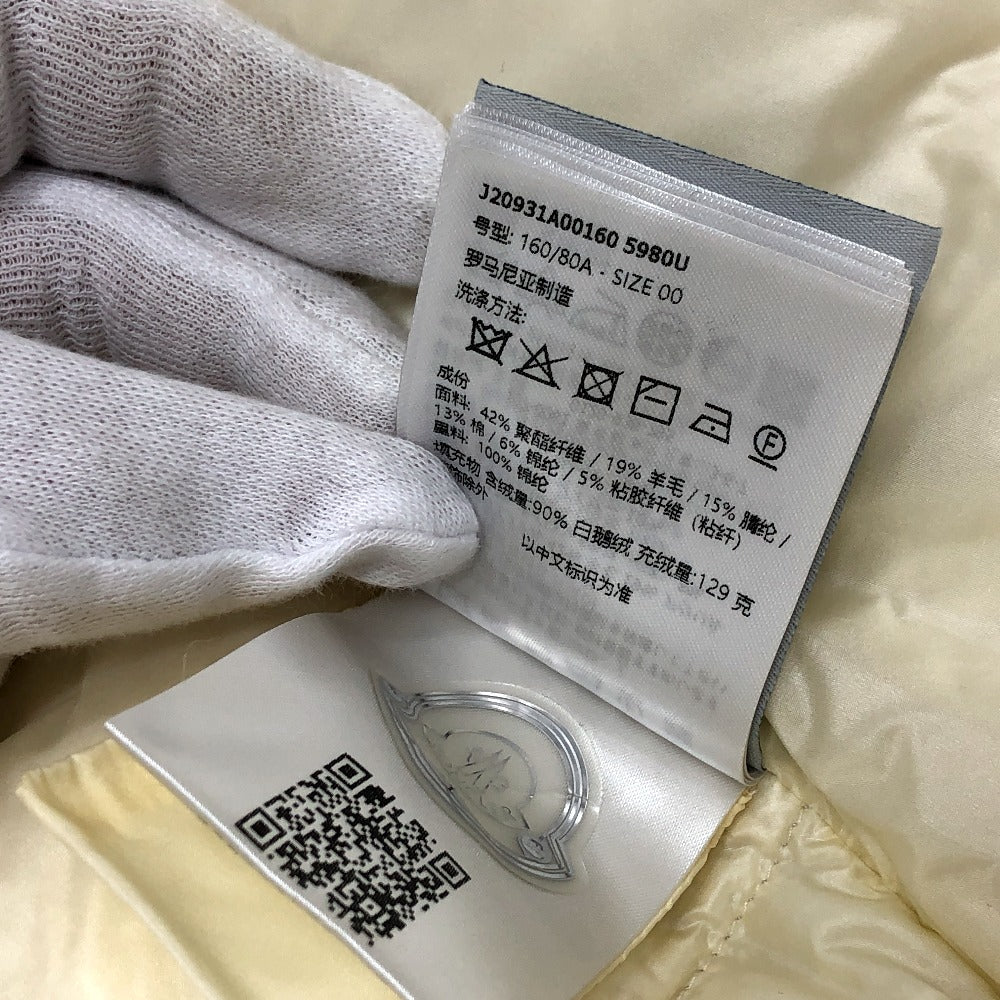 J20931A00160 5980U
号型: 160/80A · SIZE 00
罗马尼亚制造
洗涤方法:
F
成份
面料: 42% 聚酯纤维 / 19% 羊毛 / 15% 腈纶 /
13% 棉 / 6% 锦纶 / 5% 粘胶纤维 (粘纤)
里料: 100% 锦纶
填充物 含绒量:90% 白鹅绒 充绒量:129 克
饰除外
以中文标识为准